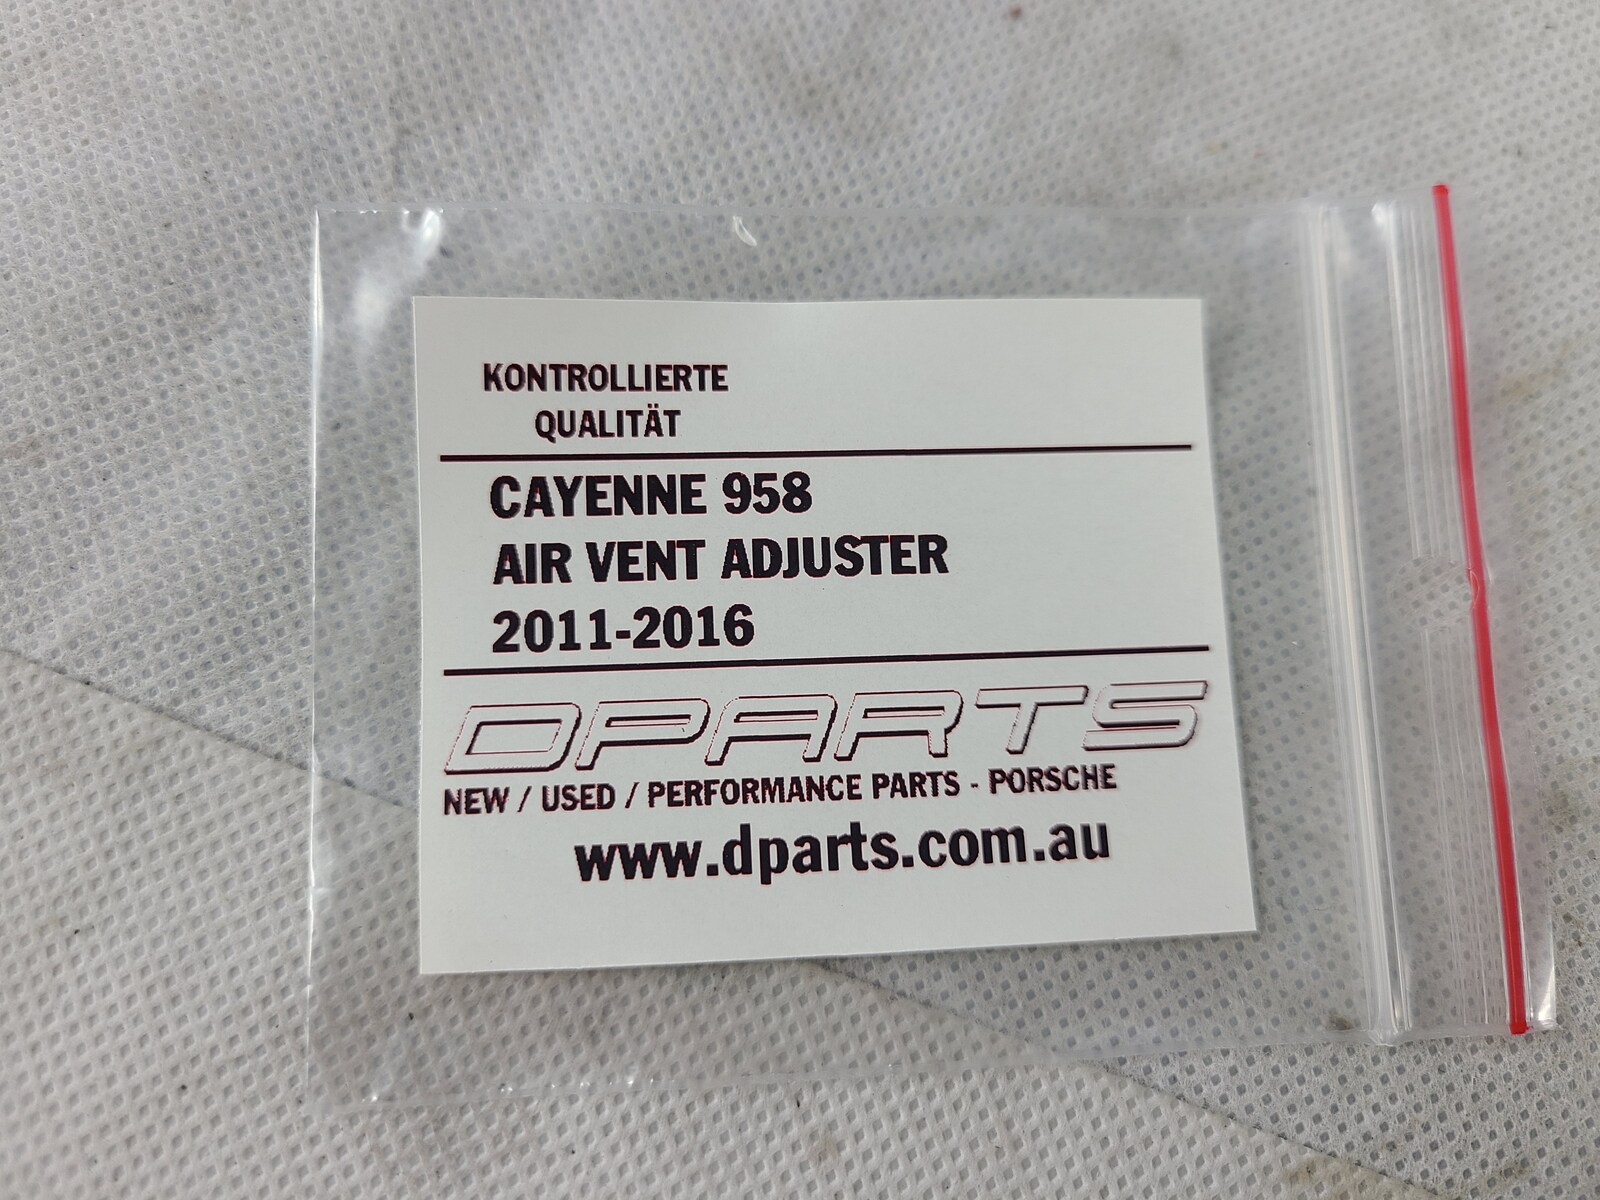 KONTROLLIERTE
QUALITÄT
CAYENNE 958
AIR VENT ADJUSTER
2011-2016
DPARTS
NEW / USED / PERFORMANCE PARTS - PORSCHE
www.dparts.com.au